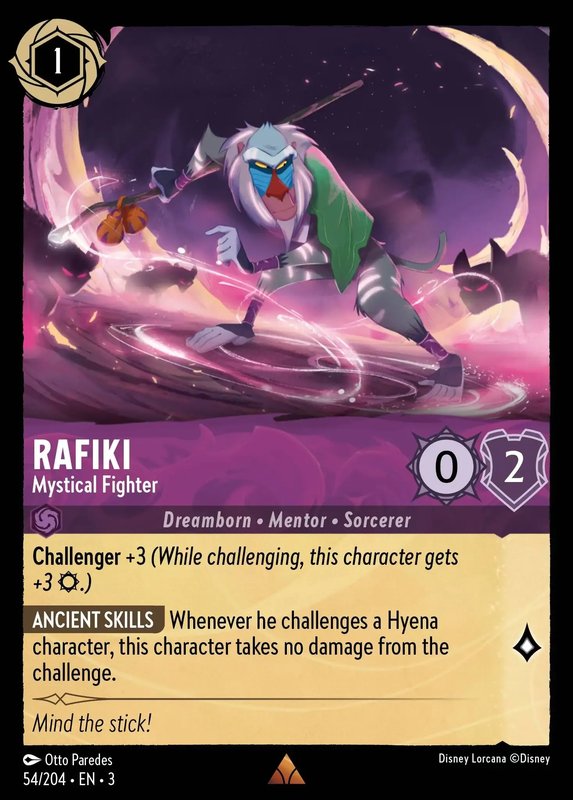 1
RAFIKI
Mystical Fighter
0
2
Dreamborn • Mentor • Sorcerer
Challenger +3 (While challenging, this character gets
+3 .)
ANCIENT SKILLS Whenever he challenges a Hyena
character, this character takes no damage from the
challenge.
Mind the stick!
Otto Paredes
Disney Lorcana ©Disney
54/204 • EN • 3